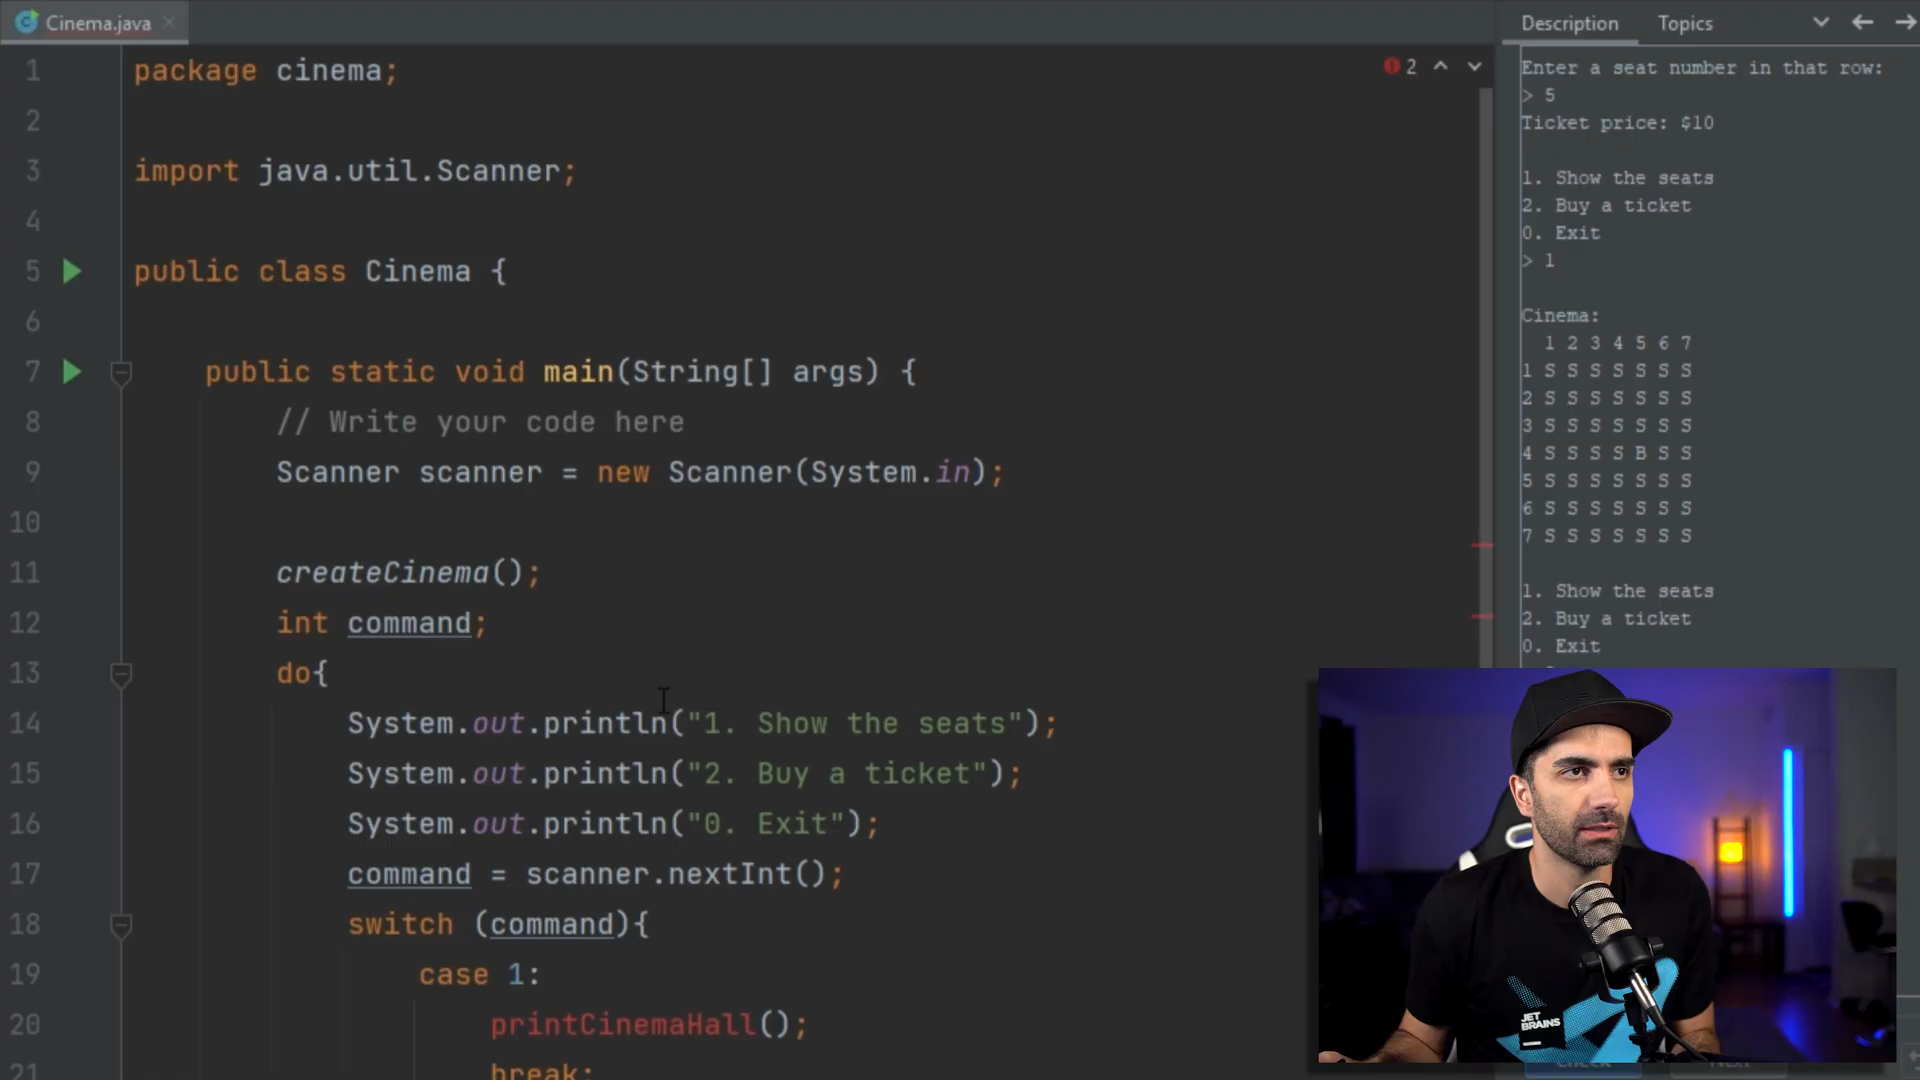 Cinema.java
1 package cinema;
2
3 import java.util.Scanner;
4
5 public class Cinema {
6
7 public static void main(String[] args) {
8 // Write your code here
9 Scanner scanner = new Scanner(System.in);
10
11 createCinema();
12 int command;
13 do{
14 System.out.println("1. Show the seats");
15 System.out.println("2. Buy a ticket");
16 System.out.println("0. Exit");
17 command = scanner.nextInt();
18 switch (command){
19 case 1:
20 printCinemaHall();
21 break;
2
Description Topics
Enter a seat number in that row:
> 5
Ticket price: $10
1. Show the seats
2. Buy a ticket
0. Exit
> 1
Cinema:
1 2 3 4 5 6 7
1 S S S S S S S
2 S S S S S S S
3 S S S S S S S
4 S S S S B S S
5 S S S S S S S
6 S S S S S S S
7 S S S S S S S
1. Show the seats
2. Buy a ticket
0. Exit
JET
BRAINS